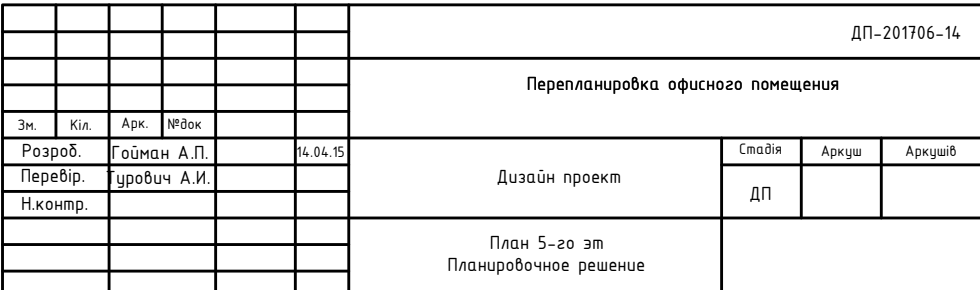 ДП-201706-14
Перепланировка офисного помещения
Зм. Кіл. Арк. №док
Розроб. Гойман А.П. 14.04.15
Стадія Аркуш Аркушів
Перевір. Турович А.И.
Дизайн проект
ДП
Н.контр.
План 5-го эт
Планировочное решение